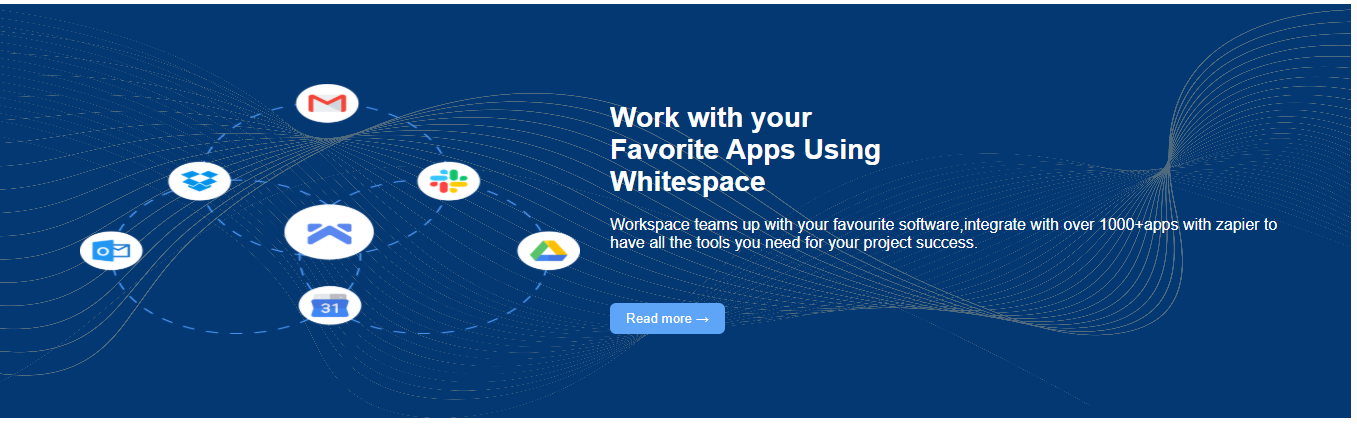 Work with your
Favorite Apps Using
Whitespace
Workspace teams up with your favourite software,integrate with over 1000+apps with zapier to
have all the tools you need for your project success.
31
Read more →